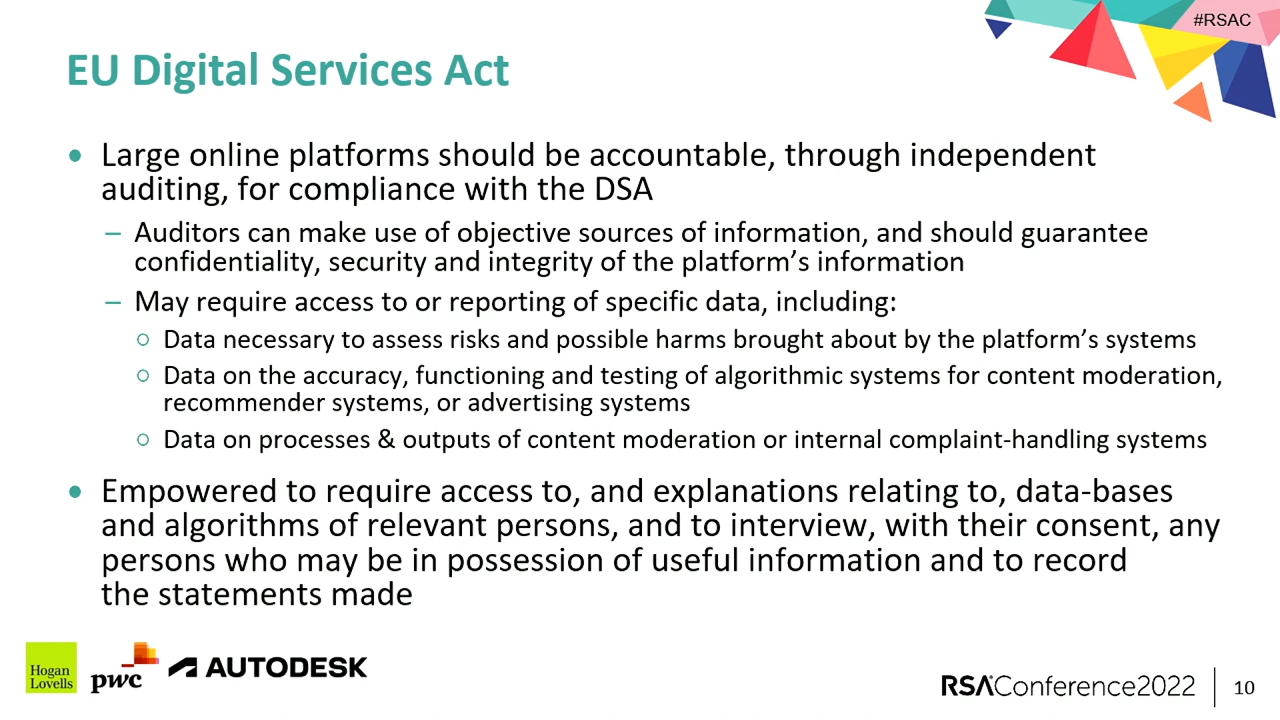 #RSAC
EU Digital Services Act
• Large online platforms should be accountable, through independent
auditing, for compliance with the DSA
– Auditors can make use of objective sources of information, and should guarantee
confidentiality, security and integrity of the platform’s information
– May require access to or reporting of specific data, including:
○ Data necessary to assess risks and possible harms brought about by the platform’s systems
○ Data on the accuracy, functioning and testing of algorithmic systems for content moderation,
recommender systems, or advertising systems
○ Data on processes & outputs of content moderation or internal complaint-handling systems
• Empowered to require access to, and explanations relating to, data-bases
and algorithms of relevant persons, and to interview, with their consent, any
persons who may be in possession of useful information and to record
the statements made
Hogan
Lovells
pwc
AUTODESK
RSAConference2022
10